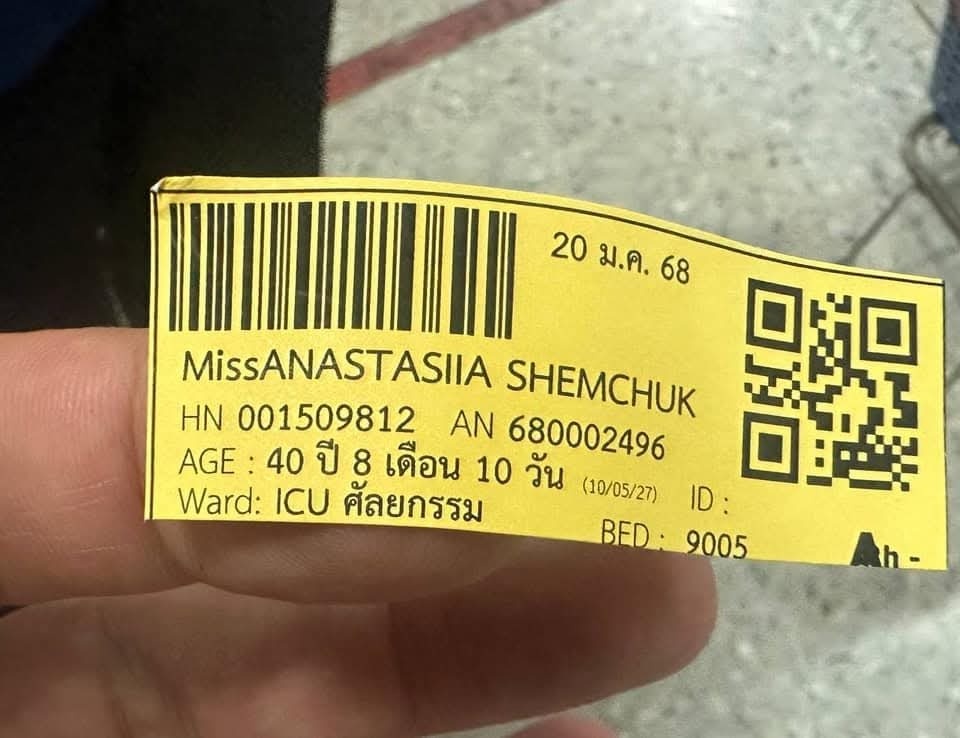 20 ม.ค. 68
MissANASTASIIA SHEMCHUK
HN 001509812 AN 680002496
AGE : 40 ปี 8 เดือน 10 วัน (10/05/27) ID :
Ward: ICU ศัลยกรรม BED : 9005